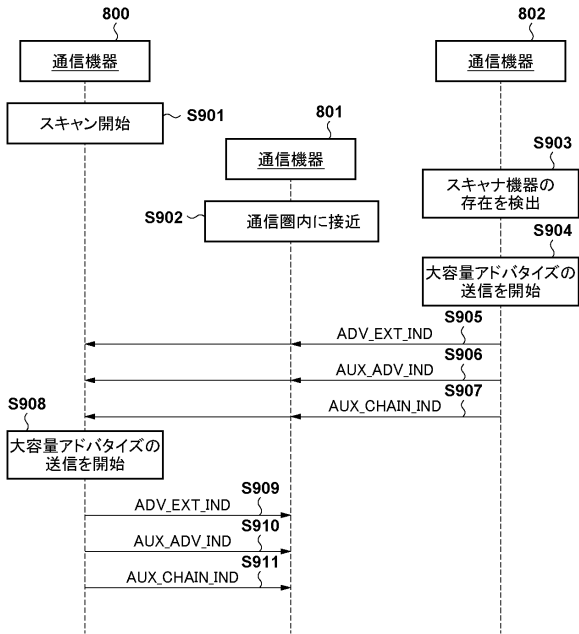 800
802
通信機器
通信機器
スキャン開始
S901
801
通信機器
S903
スキャナ機器の
存在を検出
S902
通信圏内に接近
S904
大容量アドバタイズの
送信を開始
S905
ADV_EXT_IND
S906
AUX_ADV_IND
S907
AUX_CHAIN_IND
S908
大容量アドバタイズの
送信を開始
S909
ADV_EXT_IND
S910
AUX_ADV_IND
S911
AUX_CHAIN_IND